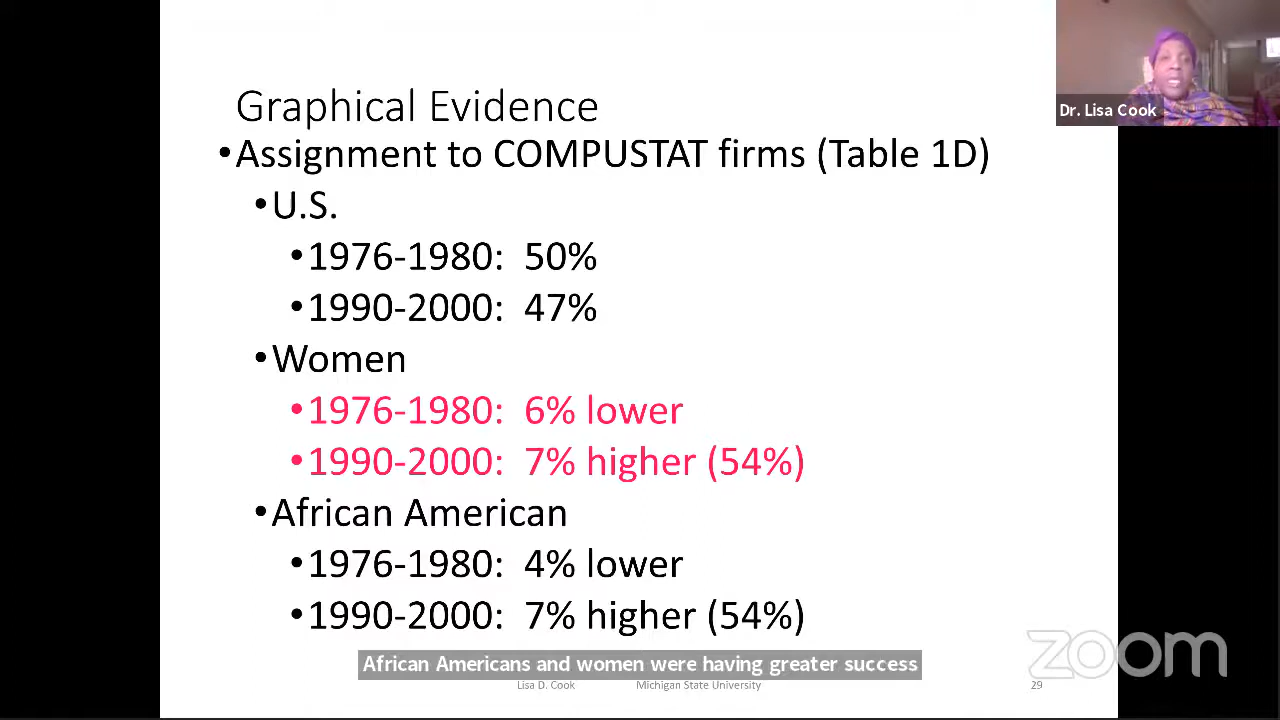 Graphical Evidence
•Assignment to COMPUSTAT firms (Table 1D)
•U.S.
•1976-1980: 50%
•1990-2000: 47%
•Women
•1976-1980: 6% lower
•1990-2000: 7% higher (54%)
•African American
•1976-1980: 4% lower
•1990-2000: 7% higher (54%)
African Americans and women were having greater success
Lisa D. Cook Michigan State University 29
Dr. Lisa Cook
zoom